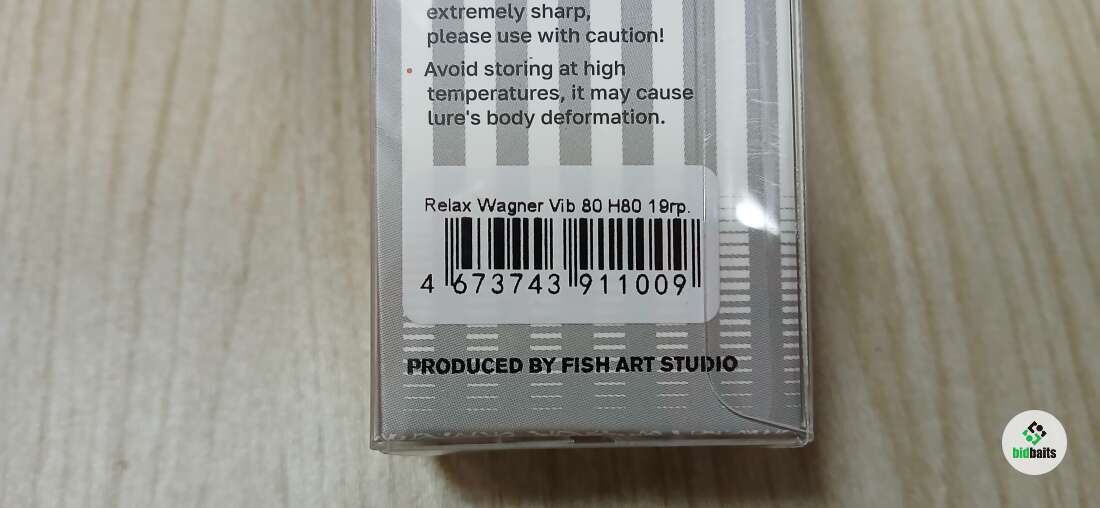 extremely sharp,
please use with caution!
• Avoid storing at high
temperatures, it may cause
lure's body deformation.
Relax Wagner Vib 80 H80 19гр.
4 673743 911009
PRODUCED BY FISH ART STUDIO
bidbaits